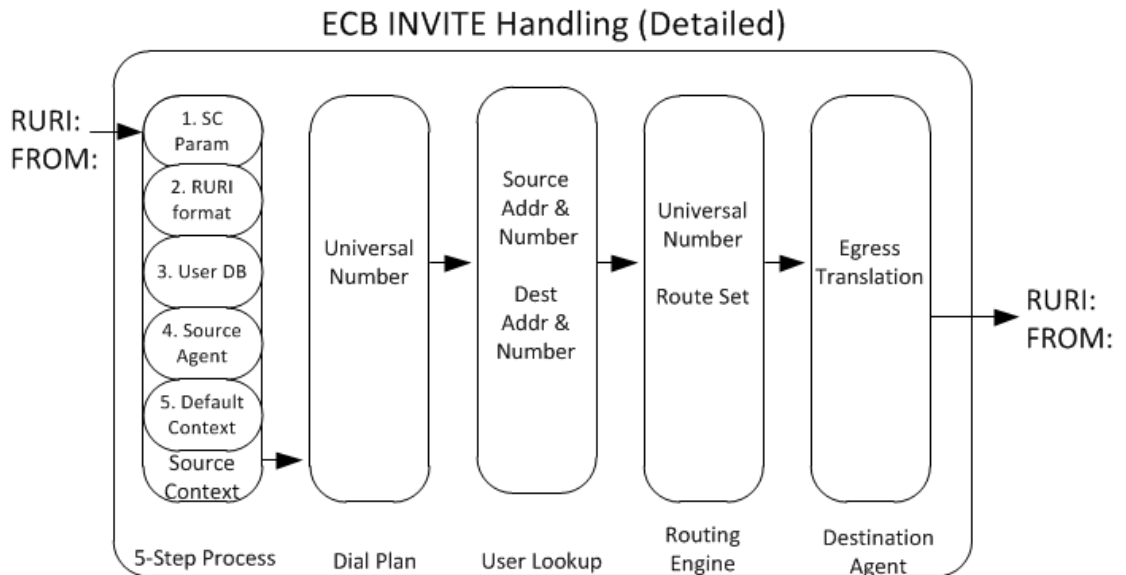 ECB INVITE Handling (Detailed)
RURI:
FROM:
1. SC
Param
2. RURI
format
3. User DB
4. Source
Agent
5. Default
Context
Source
Context
5-Step Process
Universal
Number
Dial Plan
Source
Addr &
Number
Dest
Addr &
Number
User Lookup
Universal
Number
Route Set
Routing
Engine
Egress
Translation
Destination
Agent
RURI:
FROM: